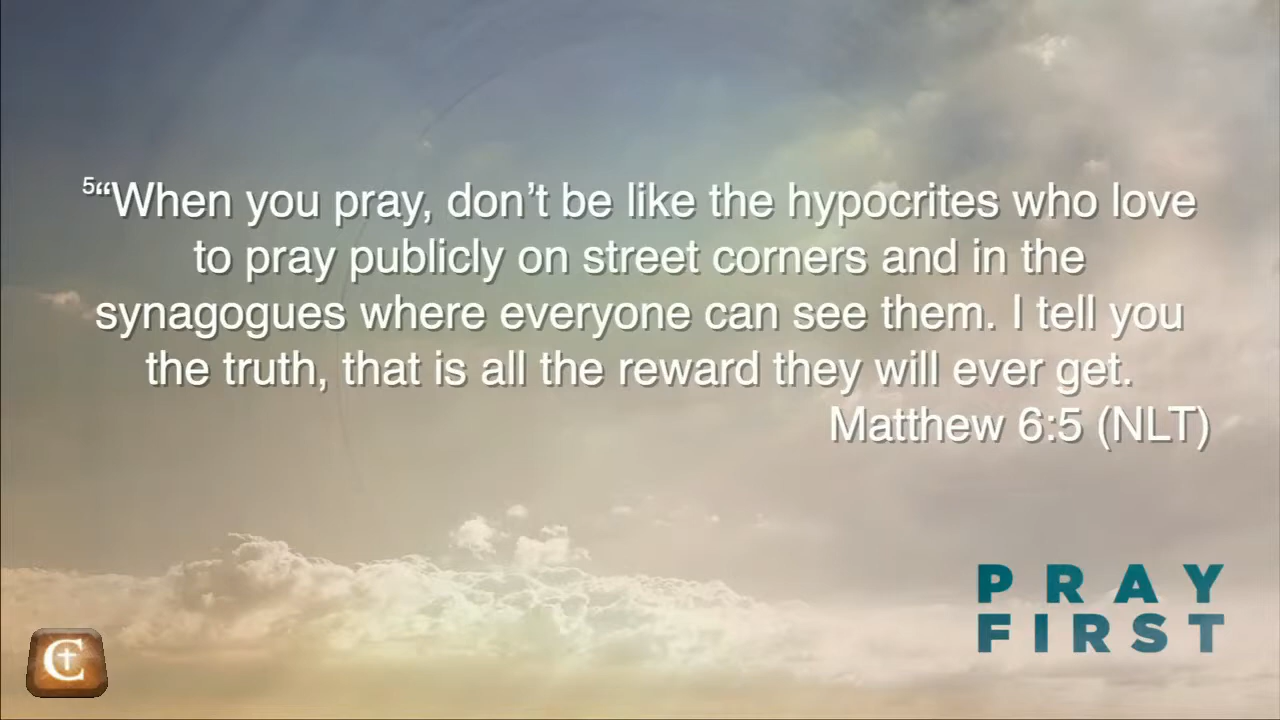 ⁵“When you pray, don’t be like the hypocrites who love
to pray publicly on street corners and in the
synagogues where everyone can see them. I tell you
the truth, that is all the reward they will ever get.
Matthew 6:5 (NLT)
PRAY
FIRST
C